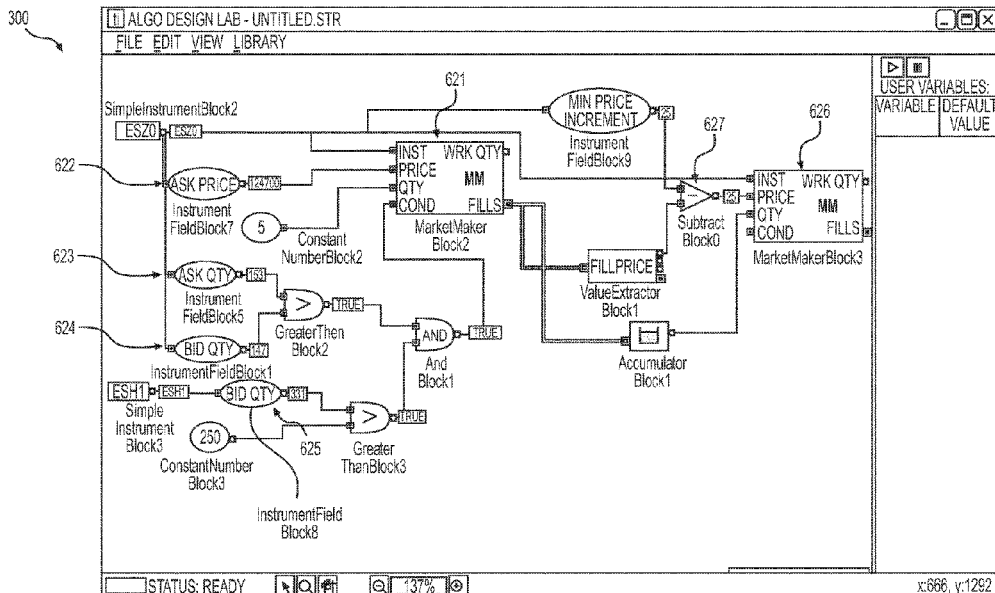 300
ti ALGO DESIGN LAB - UNTITLED.STR
FILE EDIT VIEW LIBRARY
USER VARIABLES:
VARIABLE
DEFAULT VALUE
621
SimpleInstrumentBlock2
ESZ0
ESZ0
MIN PRICE INCREMENT
25
Instrument
FieldBlock9
627
626
622
ASK PRICE
124700
Instrument
FieldBlock7
INST WRK QTY
PRICE MM
QTY
COND FILLS
MarketMaker
Block2
5
Constant
NumberBlock2
Subtract
Block0
25
INST WRK QTY
PRICE MM
QTY
COND FILLS
MarketMakerBlock3
623
ASK QTY
153
Instrument
FieldBlock5
>
TRUE
GreaterThen
Block2
FILLPRICE
ValueExtractor
Block1
624
BID QTY
147
InstrumentFieldBlock1
AND
TRUE
And
Block1
Accumulator
Block1
ESH1
ESH1
Simple
Instrument
Block3
BID QTY
331
625
>
TRUE
Greater
ThanBlock3
250
ConstantNumber
Block3
InstrumentField
Block8
STATUS: READY
137%
x:666, y:1292